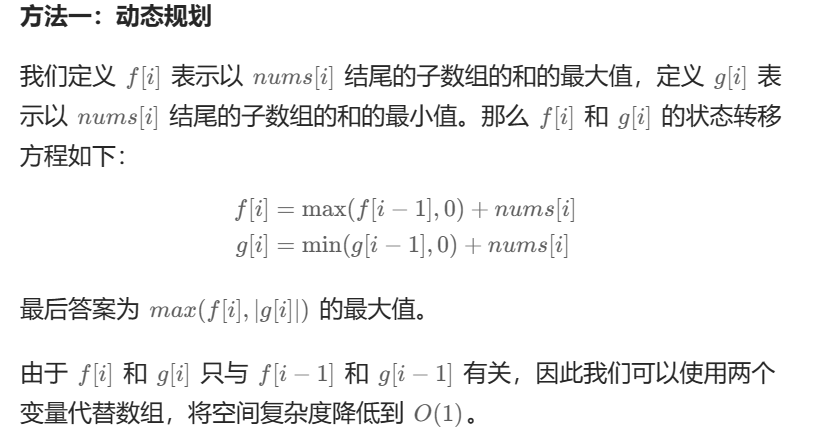 方法一：动态规划
我们定义 f[i] 表示以 nums[i] 结尾的子数组的和的最大值，定义 g[i] 表
示以 nums[i] 结尾的子数组的和的最小值。那么 f[i] 和 g[i] 的状态转移
方程如下：
f[i] = max(f[i − 1], 0) + nums[i]
g[i] = min(g[i − 1], 0) + nums[i]
最后答案为 max(f[i], |g[i]|) 的最大值。
由于 f[i] 和 g[i] 只与 f[i − 1] 和 g[i − 1] 有关，因此我们可以使用两个
变量代替数组，将空间复杂度降低到 O(1)。